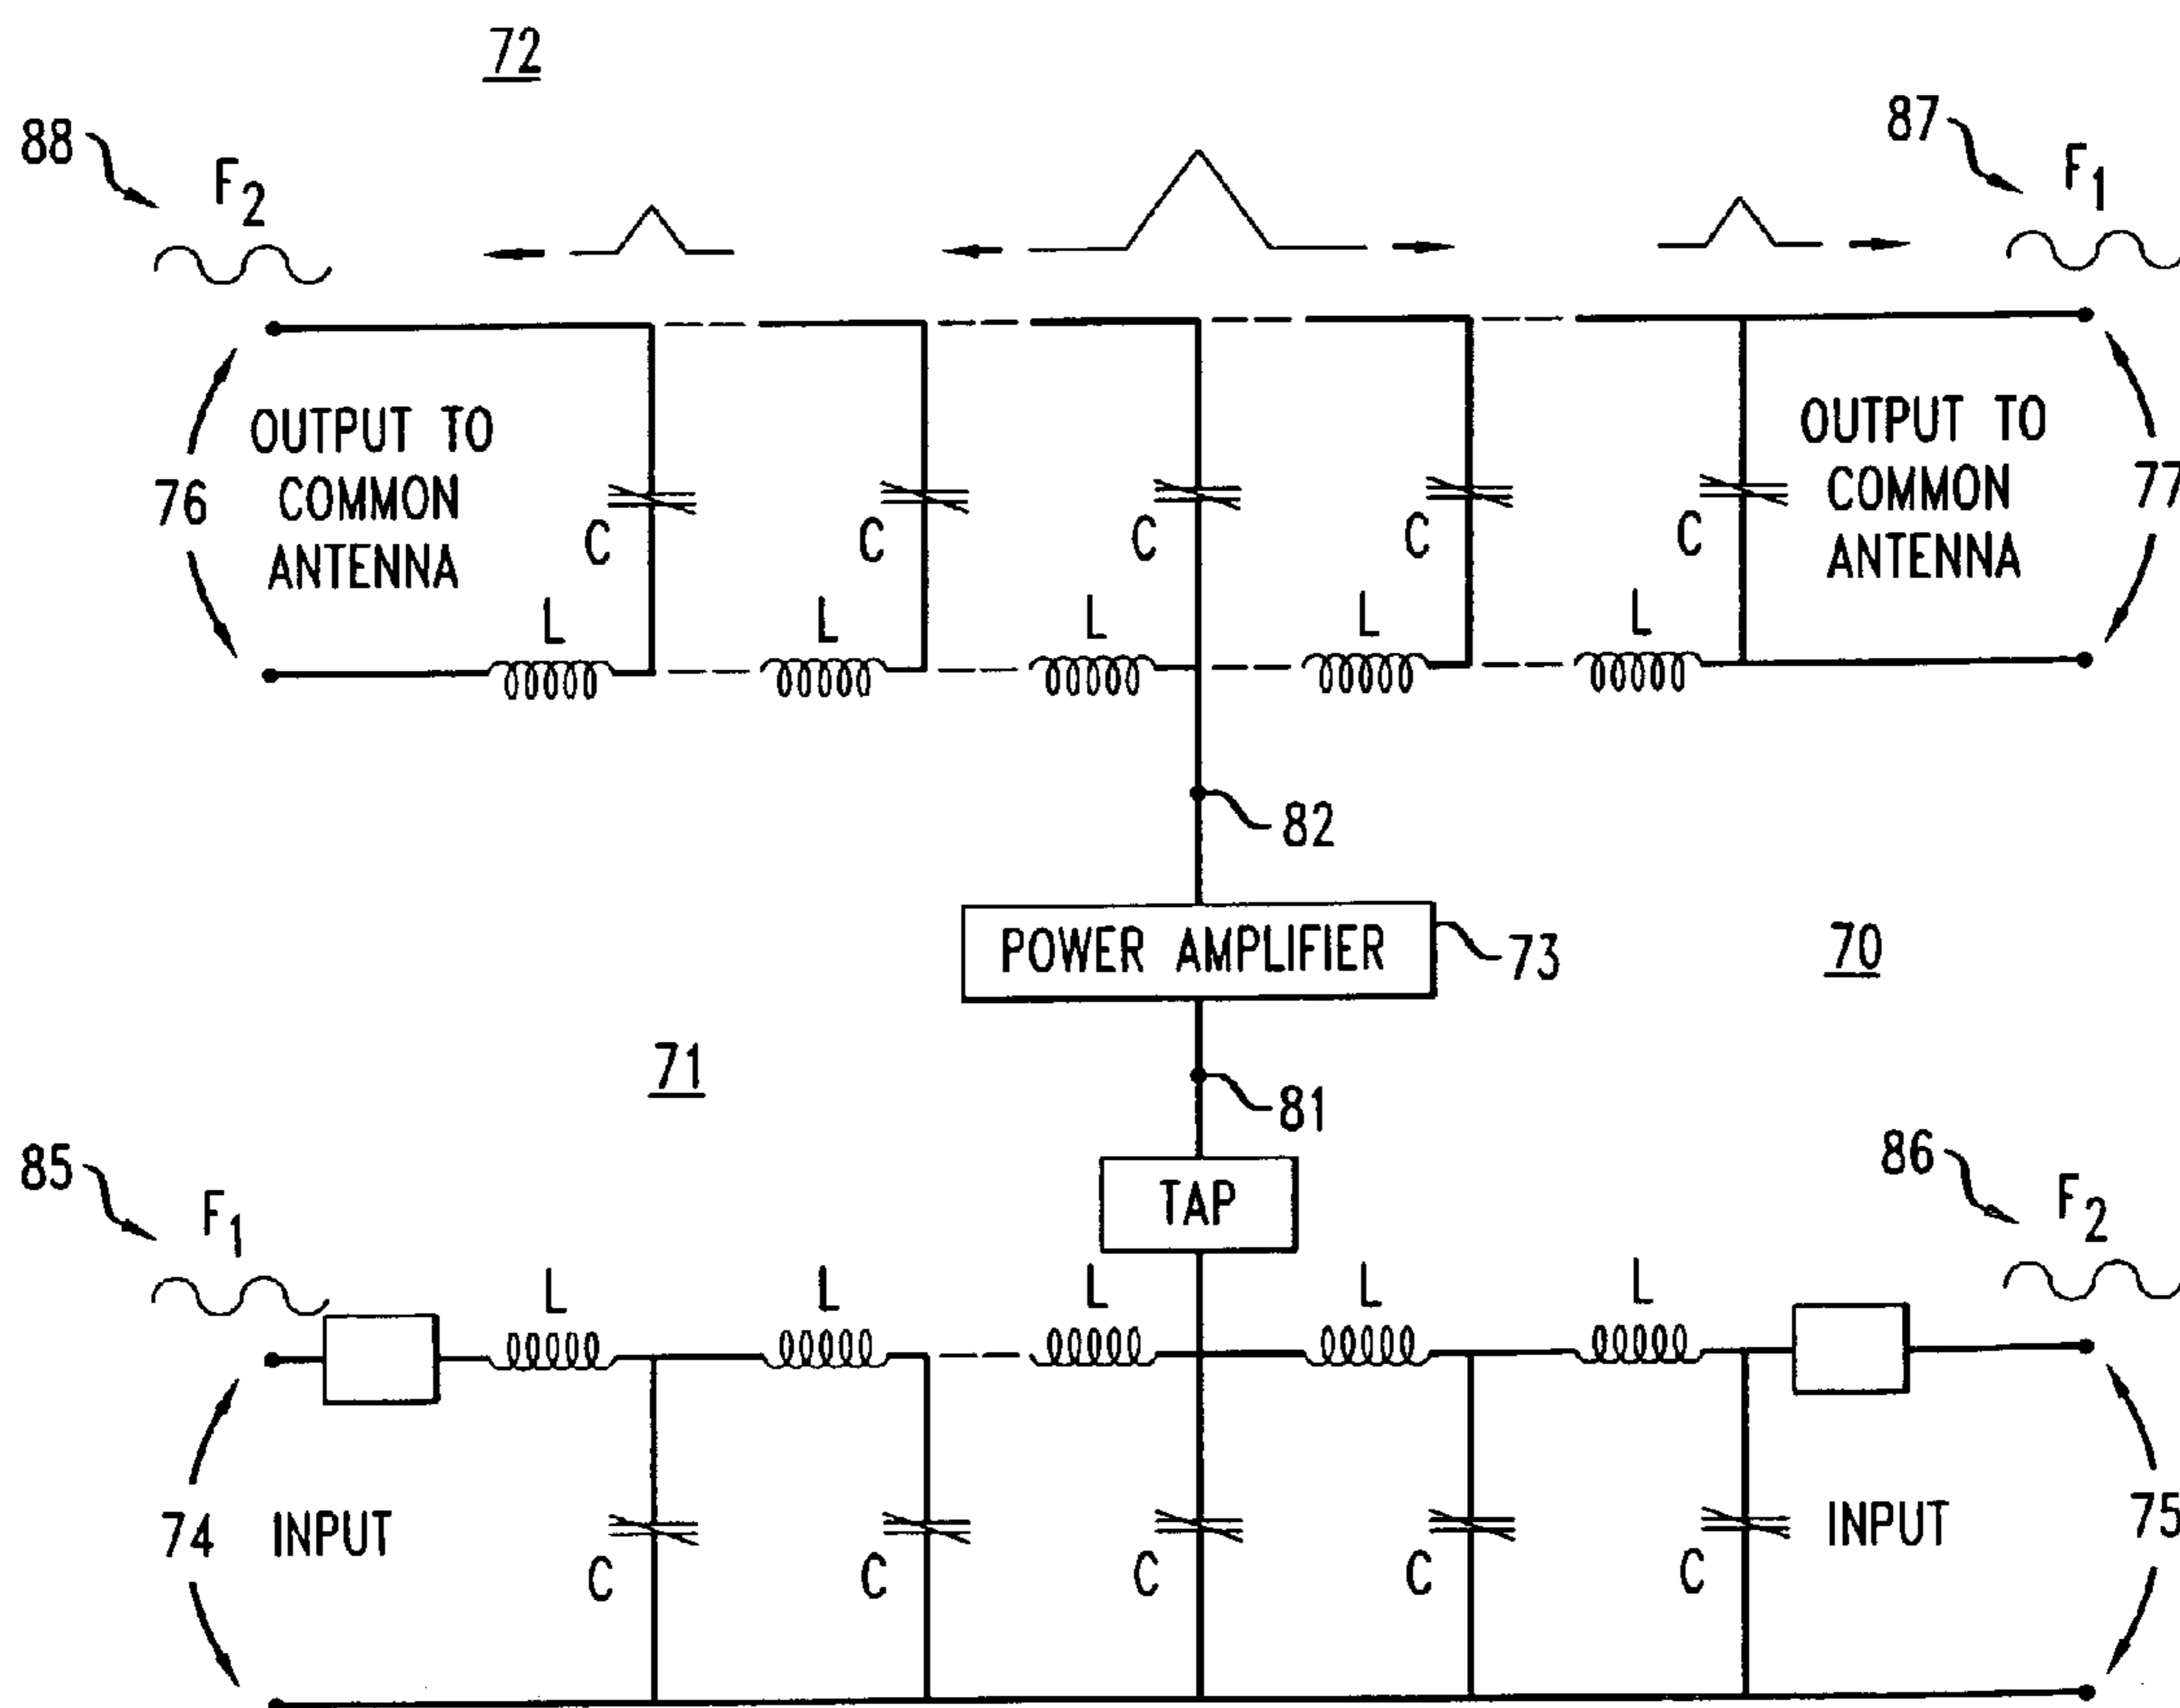 72
88
F2
87
F1
76
OUTPUT TO
COMMON
ANTENNA
OUTPUT TO
COMMON
ANTENNA
77
C
C
C
C
C
L
L
L
L
L
82
POWER AMPLIFIER
73
70
71
81
85
F1
TAP
86
F2
L
L
L
L
L
74
INPUT
INPUT
75
C
C
C
C
C